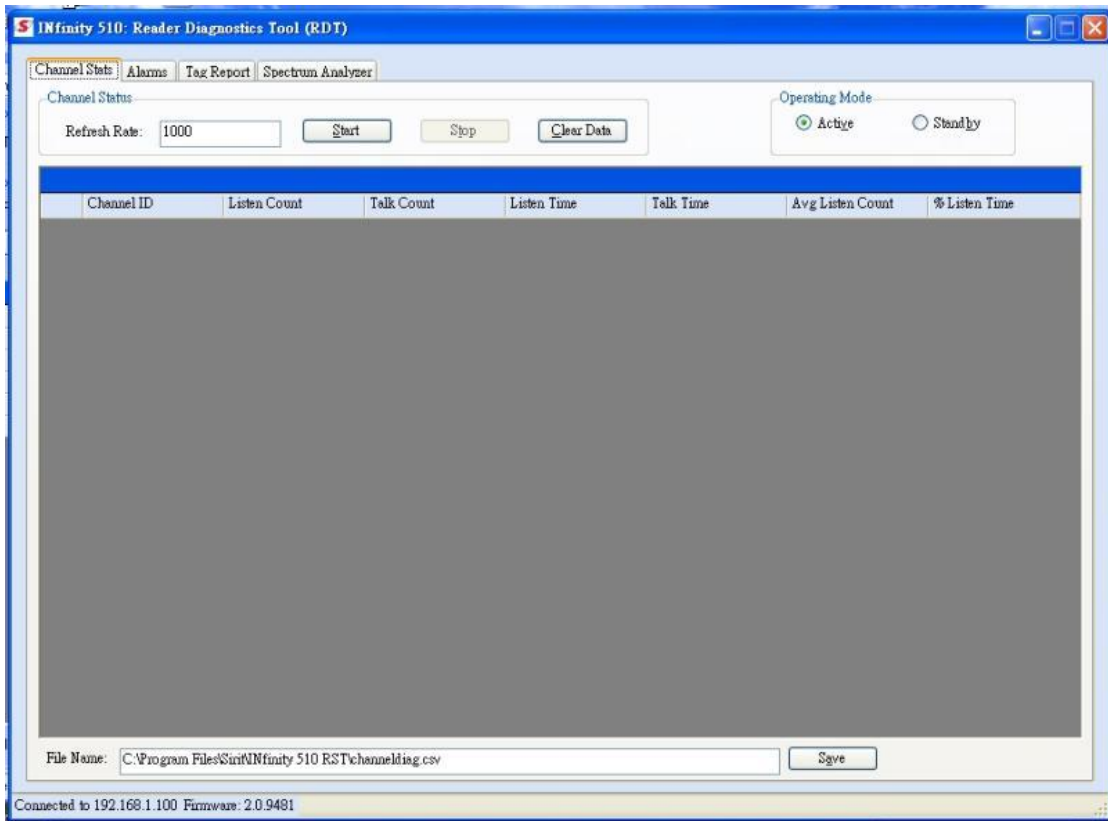 S INfinity 510: Reader Diagnostics Tool (RDT)
Channel Stats Alarms Tag Report Spectrum Analyzer
Channel Status
Operating Mode
Refresh Rate: 1000 Start Stop Clear Data
Active Standby
Channel ID Listen Count Talk Count Listen Time Talk Time Avg Listen Count % Listen Time
File Name: C:\Program Files\Sirit\INfinity 510 RST\channeldiag.csv Save
Connected to 192.168.1.100 Firmware: 2.0.9481